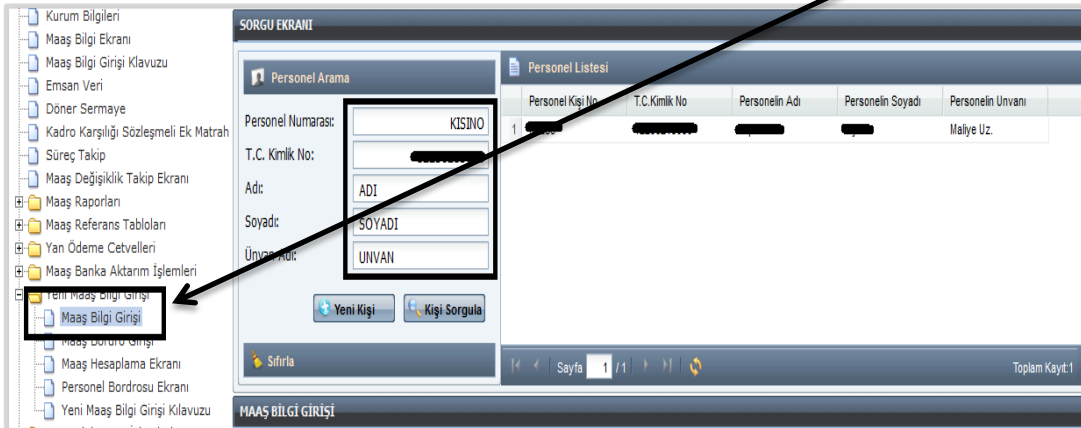 Kurum Bilgileri
Maaş Bilgi Ekranı
Maaş Bilgi Girişi Klavuzu
Emsan Veri
Döner Sermaye
Kadro Karşılığı Sözleşmeli Ek Matrah
Süreç Takip
Maaş Değişiklik Takip Ekranı
Maaş Raporları
Maaş Referans Tabloları
Yan Ödeme Cetvelleri
Maaş Banka Aktarım İşlemleri
Yeni Maaş Bilgi Girişi
Maaş Bilgi Girişi
Maaş Bordro Girişi
Maaş Hesaplama Ekranı
Personel Bordrosu Ekranı
Yeni Maaş Bilgi Girişi Kılavuzu
SORGU EKRANI
Personel Arama
Personel Numarası: KISINO
T.C. Kimlik No:
Adı: ADI
Soyadı: SOYADI
Ünvan Adı: UNVAN
Yeni Kişi Kişi Sorgula
Sıfırla
Personel Listesi
Personel Kişi No T.C.Kimlik No Personelin Adı Personelin Soyadı Personelin Unvanı
1 Maliye Uz.
Sayfa 1 / 1 Toplam Kayıt:1
MAAŞ BİLGİ GİRİŞİ